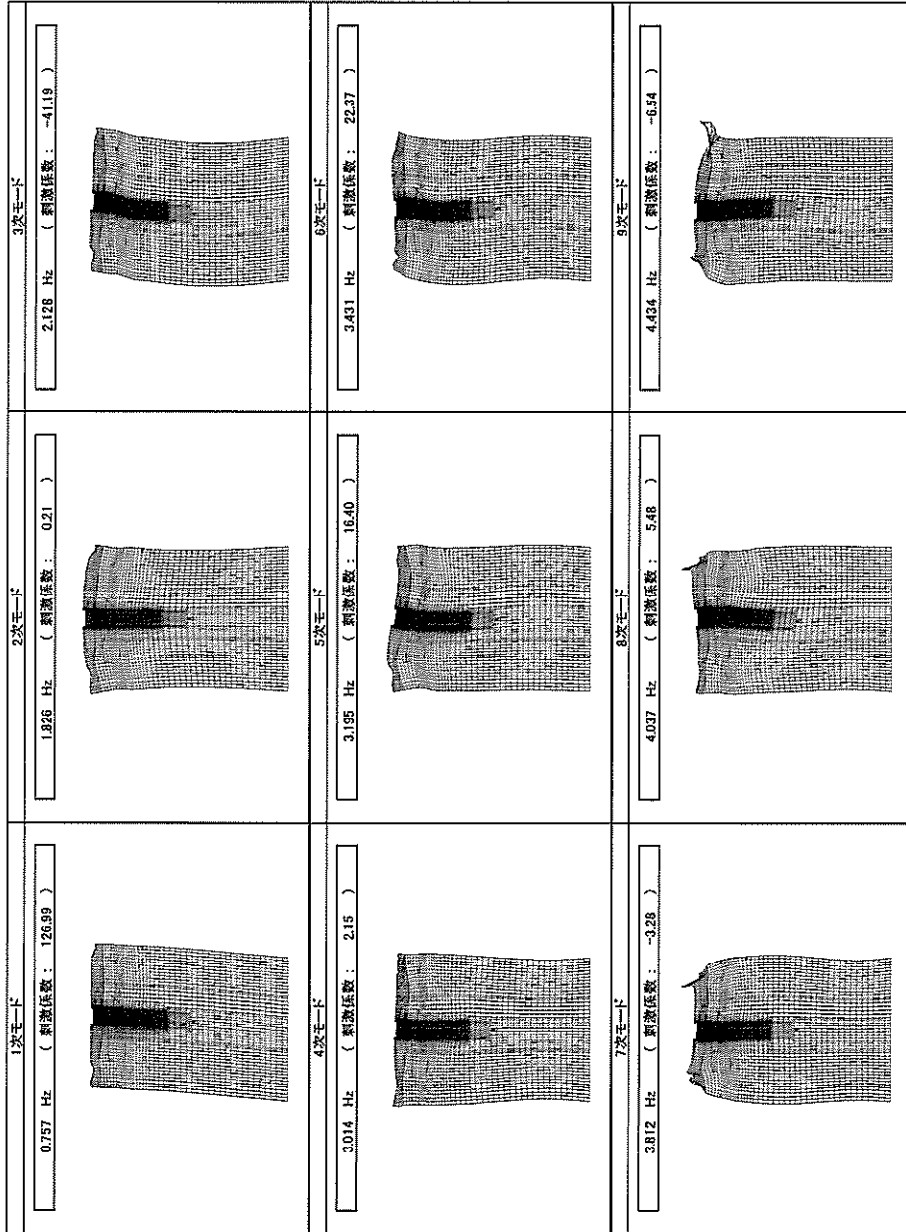 1次モード
0.757 Hz ( 刺激係数 : 126.99 )
2次モード
1.826 Hz ( 刺激係数 : 0.21 )
3次モード
2.128 Hz ( 刺激係数 : -41.19 )
4次モード
3.014 Hz ( 刺激係数 : 2.15 )
5次モード
3.195 Hz ( 刺激係数 : 16.40 )
6次モード
3.431 Hz ( 刺激係数 : 22.37 )
7次モード
3.812 Hz ( 刺激係数 : -3.28 )
8次モード
4.037 Hz ( 刺激係数 : 5.48 )
9次モード
4.434 Hz ( 刺激係数 : -6.54 )